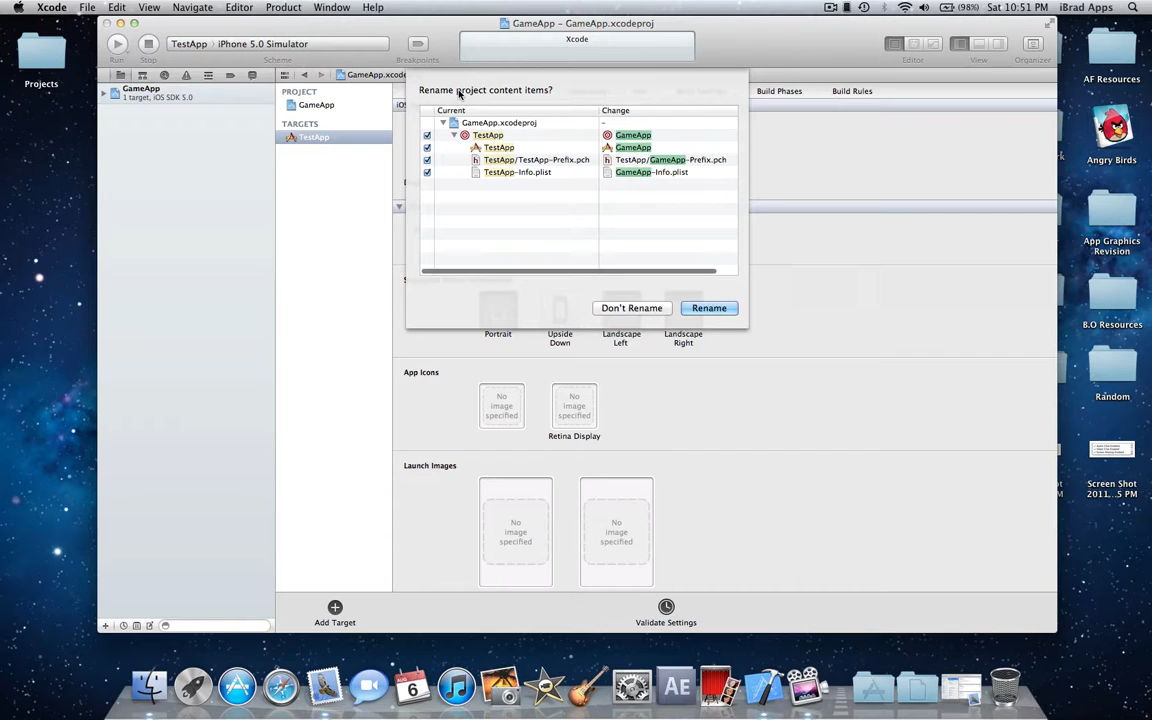 Xcode File Edit View Navigate Editor Product Window Help
(98%) Sat 10:51 PM iBrad Apps
GameApp – GameApp.xcodeproj
TestApp › iPhone 5.0 Simulator
Xcode
Run Stop Scheme Breakpoints Editor View Organizer
GameApp.xcode
GameApp
1 target, iOS SDK 5.0
PROJECT
GameApp
TARGETS
TestApp
iOS
Build Phases Build Rules
Rename project content items?
Current Change
GameApp.xcodeproj –
TestApp GameApp
TestApp GameApp
TestApp/TestApp-Prefix.pch TestApp/GameApp-Prefix.pch
TestApp-Info.plist GameApp-Info.plist
Don't Rename Rename
Portrait
Upside
Down
Landscape
Left
Landscape
Right
App Icons
No
image
specified
No
image
specified
Retina Display
Launch Images
No
image
specified
No
image
specified
Add Target
Validate Settings
Projects
AF Resources
Angry Birds
App Graphics
Revision
B.O Resources
Random
Screen Shot
2011,...5 PM
AUG
6
AE